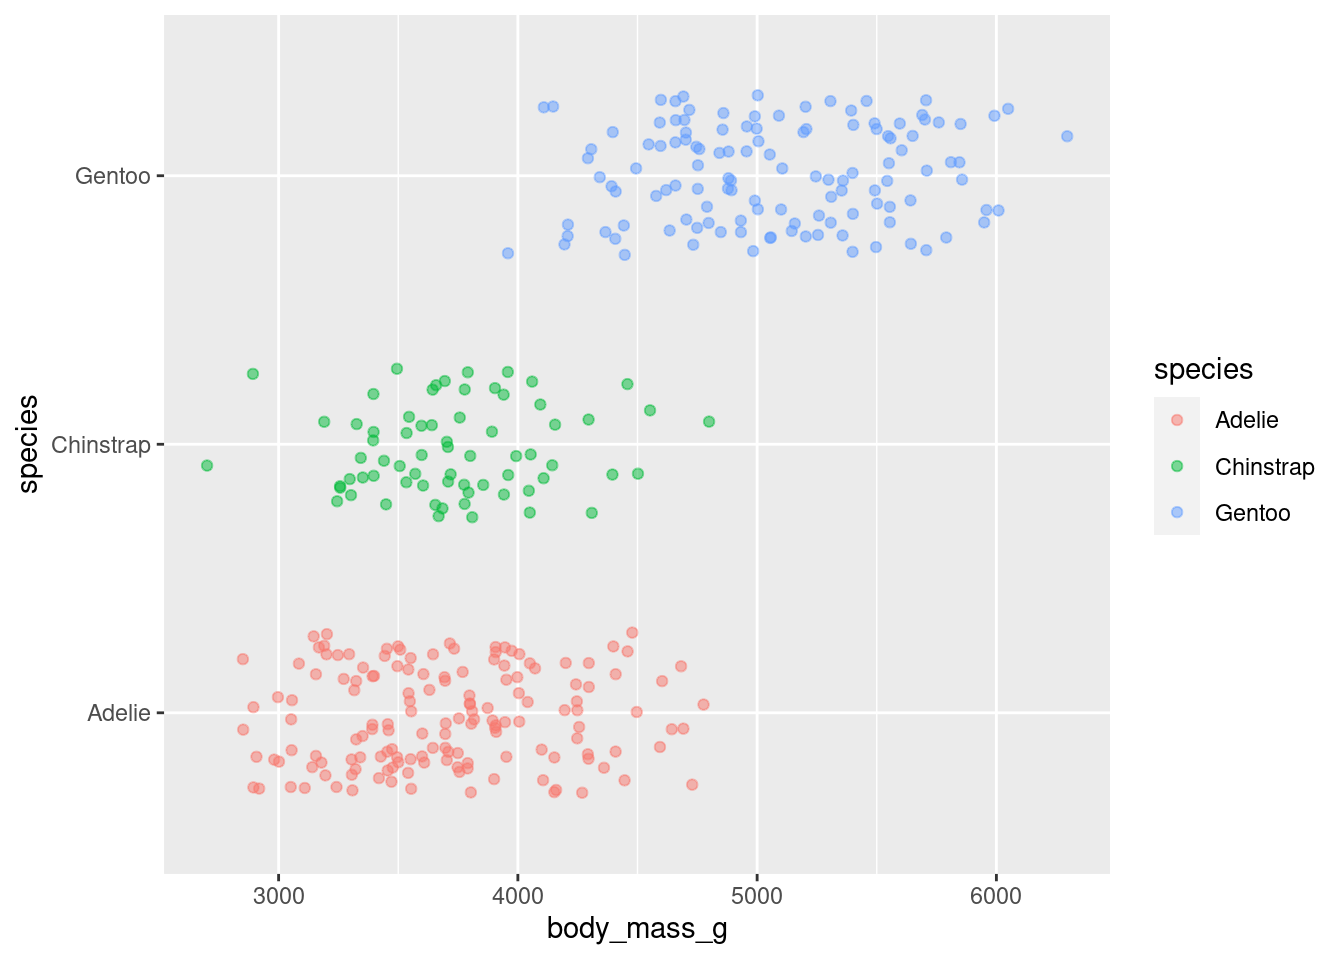 species
Gentoo
Chinstrap
Adelie
3000
4000
5000
6000
body_mass_g
species
Adelie
Chinstrap
Gentoo